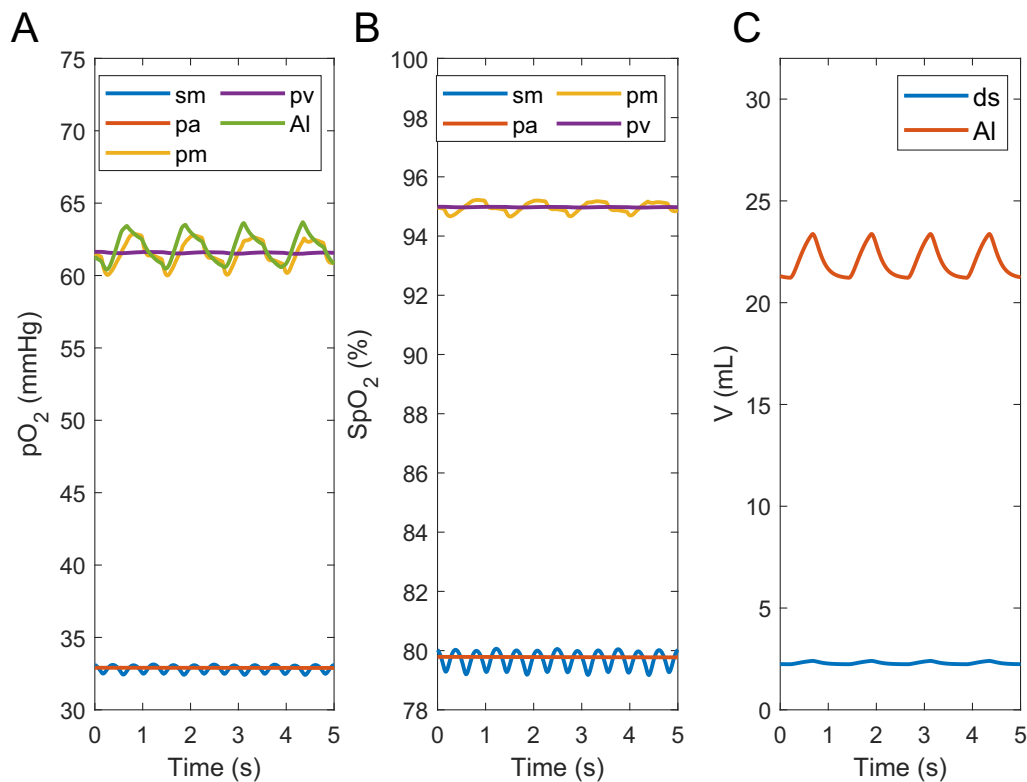 A
pO2 (mmHg)
75
70
65
60
55
50
45
40
35
30
sm
pv
pa
Al
pm
0 1 2 3 4 5
Time (s)
B
SpO2 (%)
100
98
96
94
92
90
88
86
84
82
80
78
sm
pm
pa
pv
0 1 2 3 4 5
Time (s)
C
V (mL)
30
25
20
15
10
5
0
ds
Al
0 1 2 3 4 5
Time (s)